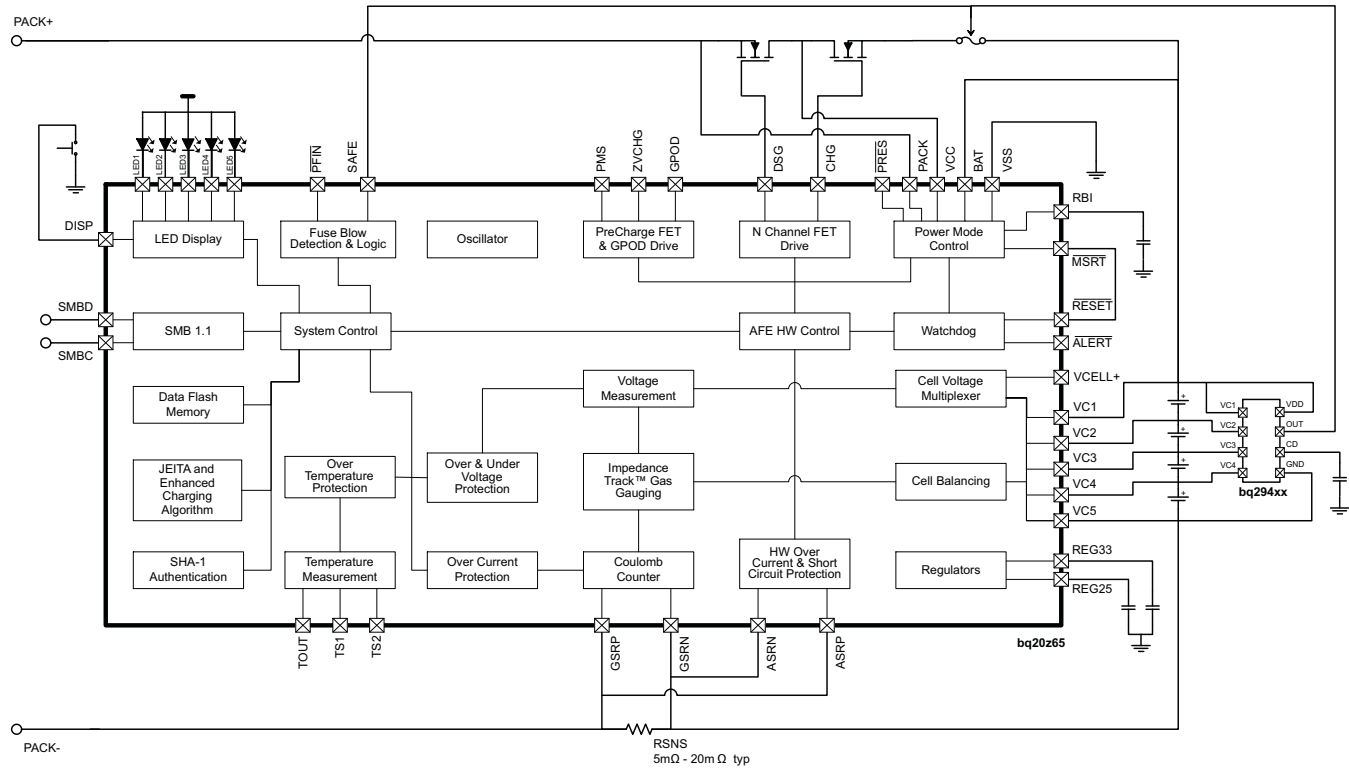 PACK+
LED1
LED2
LED3
LED4
LED5
PFIN
SAFE
PMS
ZVCHG
GPOD
DSG
CHG
PRES
PACK
VCC
BAT
VSS
RBI
DISP
LED Display
Fuse Blow
Detection & Logic
Oscillator
PreCharge FET
& GPOD Drive
N Channel FET
Drive
Power Mode
Control
MSRT
RESET
SMBD
SMBC
SMB 1.1
System Control
AFE HW Control
Watchdog
ALERT
Data Flash
Memory
Voltage
Measurement
Cell Voltage
Multiplexer
VCELL+
VC1
VC2
VC3
VC4
VC5
VC1
VC2
VC3
VC4
VDD
OUT
CD
GND
bq294xx
+
+
+
+
JEITA and
Enhanced
Charging
Algorithm
Over
Temperature
Protection
Over & Under
Voltage
Protection
Impedance
Track™ Gas
Gauging
Cell Balancing
SHA-1
Authentication
Temperature
Measurement
Over Current
Protection
Coulomb
Counter
HW Over
Current & Short
Circuit Protection
Regulators
REG33
REG25
TOUT
TS1
TS2
GSRP
GSRN
ASRN
ASRP
bq20z65
PACK-
RSNS
5mΩ - 20m Ω typ